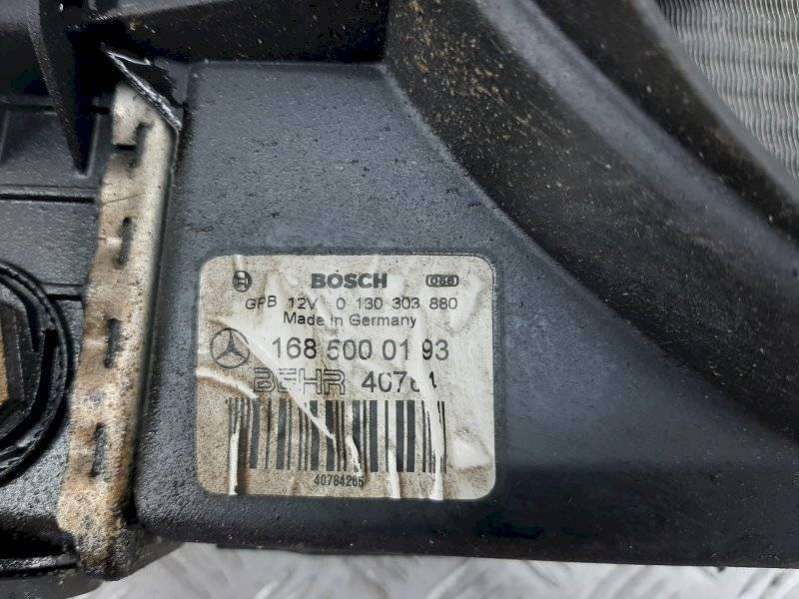 BOSCH
GPB 12V 0 130 303 880
Made in Germany
168 500 01 93
BEHR
40784265